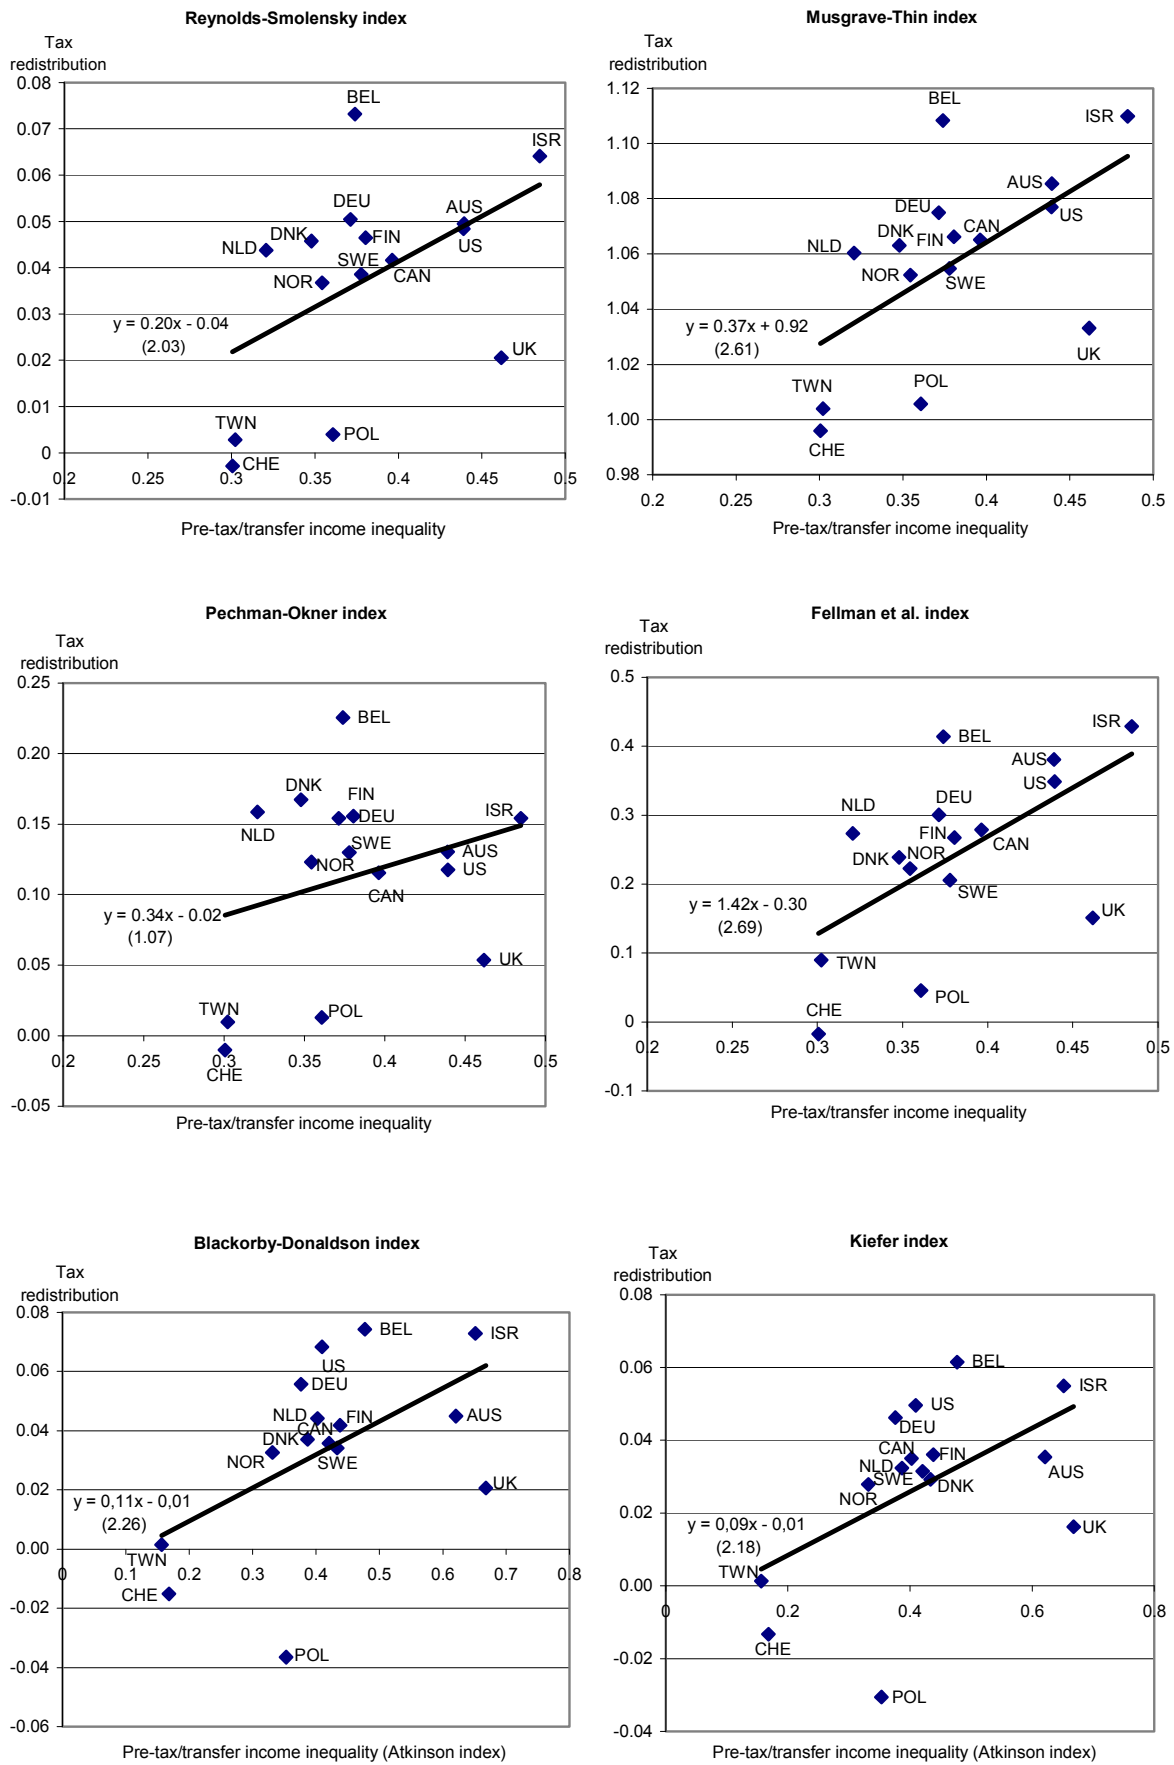 Reynolds-Smolensky index
Tax
redistribution
0.08
0.07
0.06
0.05
0.04
0.03
0.02
0.01
0
-0.01
BEL
ISR
DEU
AUS
DNK
FIN
US
NLD
SWE
CAN
NOR
y = 0.20x - 0.04
(2.03)
UK
TWN
POL
CHE
0.2 0.25 0.3 0.35 0.4 0.45 0.5
Pre-tax/transfer income inequality
Musgrave-Thin index
Tax
redistribution
1.12
1.10
1.08
1.06
1.04
1.02
1.00
0.98
BEL
ISR
AUS
DEU
US
DNK
FIN
CAN
NLD
NOR
SWE
y = 0.37x + 0.92
(2.61)
UK
TWN
POL
CHE
0.2 0.25 0.3 0.35 0.4 0.45 0.5
Pre-tax/transfer income inequality
Pechman-Okner index
Tax
redistribution
0.25
0.20
0.15
0.10
0.05
0.00
-0.05
BEL
DNK
FIN
ISR
DEU
NLD
SWE
AUS
NOR
US
CAN
y = 0.34x - 0.02
(1.07)
UK
TWN
POL
CHE
0.2 0.25 0.3 0.35 0.4 0.45 0.5
Pre-tax/transfer income inequality
Fellman et al. index
Tax
redistribution
0.5
0.4
0.3
0.2
0.1
0
-0.1
ISR
BEL
AUS
US
NLD
DEU
FIN
CAN
DNK
NOR
SWE
y = 1.42x - 0.30
(2.69)
UK
TWN
POL
CHE
0.2 0.25 0.3 0.35 0.4 0.45 0.5
Pre-tax/transfer income inequality
Blackorby-Donaldson index
Tax
redistribution
0.08
0.06
0.04
0.02
0.00
-0.02
-0.04
-0.06
BEL
ISR
US
DEU
NLD
FIN
AUS
CAN
DNK
NOR
SWE
UK
y = 0,11x - 0,01
(2.26)
TWN
CHE
POL
0 0.1 0.2 0.3 0.4 0.5 0.6 0.7 0.8
Pre-tax/transfer income inequality (Atkinson index)
Kiefer index
Tax
redistribution
0.08
0.06
0.04
0.02
0.00
-0.02
-0.04
BEL
ISR
US
DEU
CAN
FIN
NLD
SWE
DNK
AUS
NOR
UK
y = 0,09x - 0,01
(2.18)
TWN
CHE
POL
0 0.2 0.4 0.6 0.8
Pre-tax/transfer income inequality (Atkinson index)